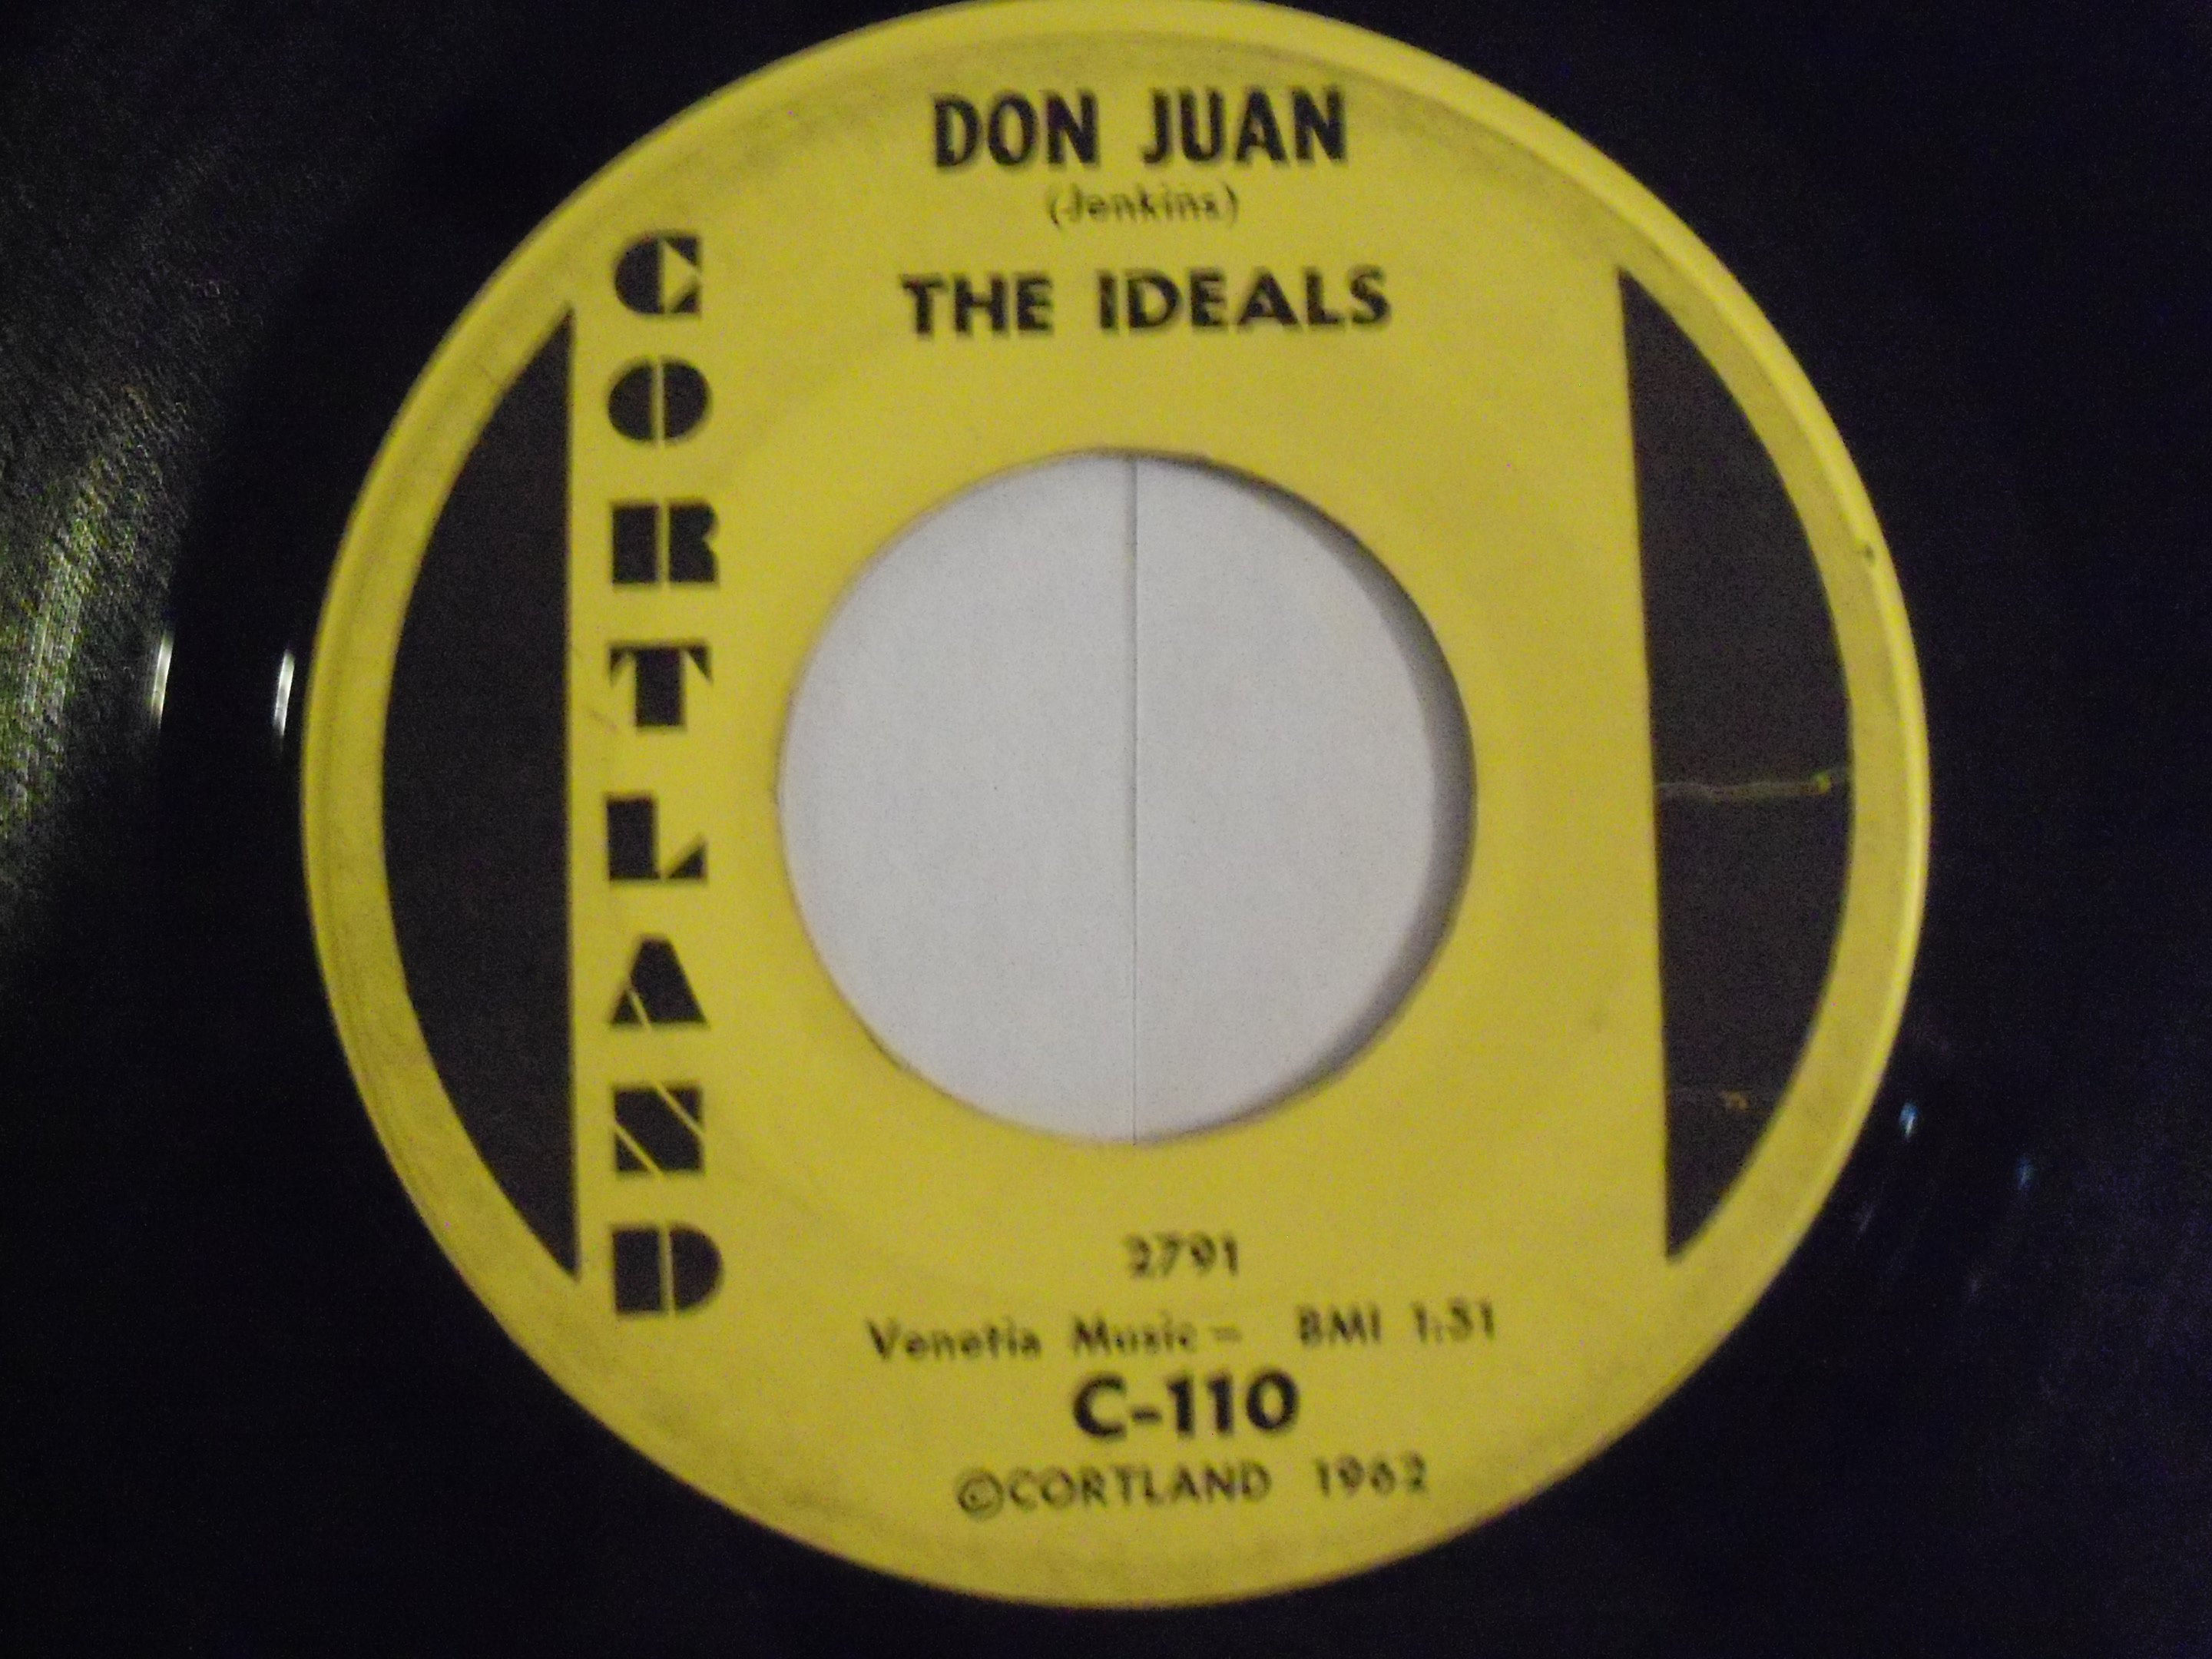 DON JUAN
(Jenkins)
THE IDEALS
CORTLAND
2791
Venetia Music - BMI 1:51
C-110
©CORTLAND 1962